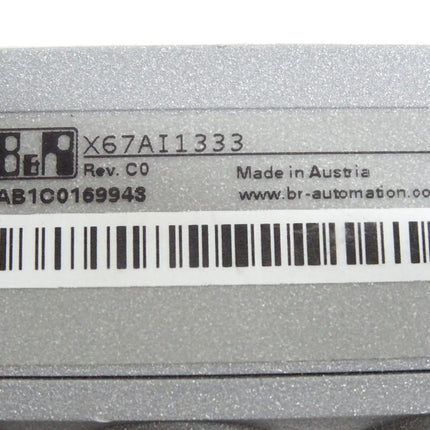 B&R X67AI1333
Rev. C0 Made in Austria
AB1C0169943 www.br-automation.co